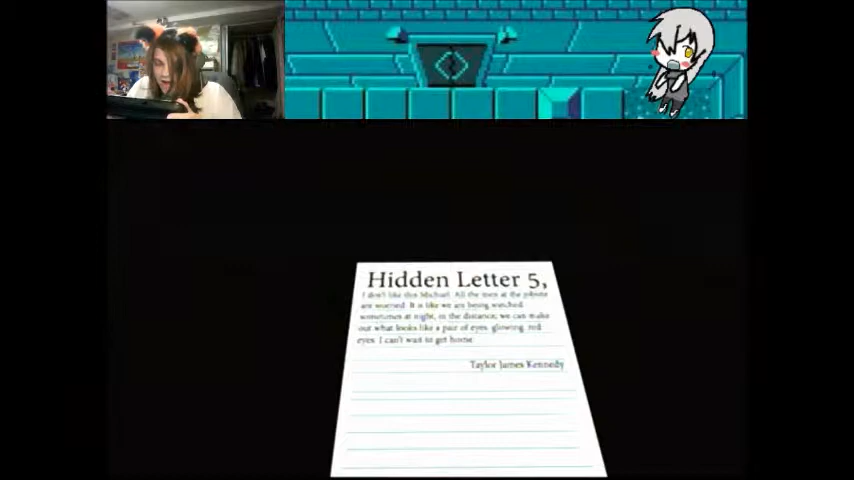 Hidden Letter 5,
I don't like this Michael. All the men at the
are worried. It is like we are being watched
sometimes at night, in the distance, we can make
out what looks like a pair of eyes glowing red
eyes. I can't wait to get home
Taylor James Kennedy